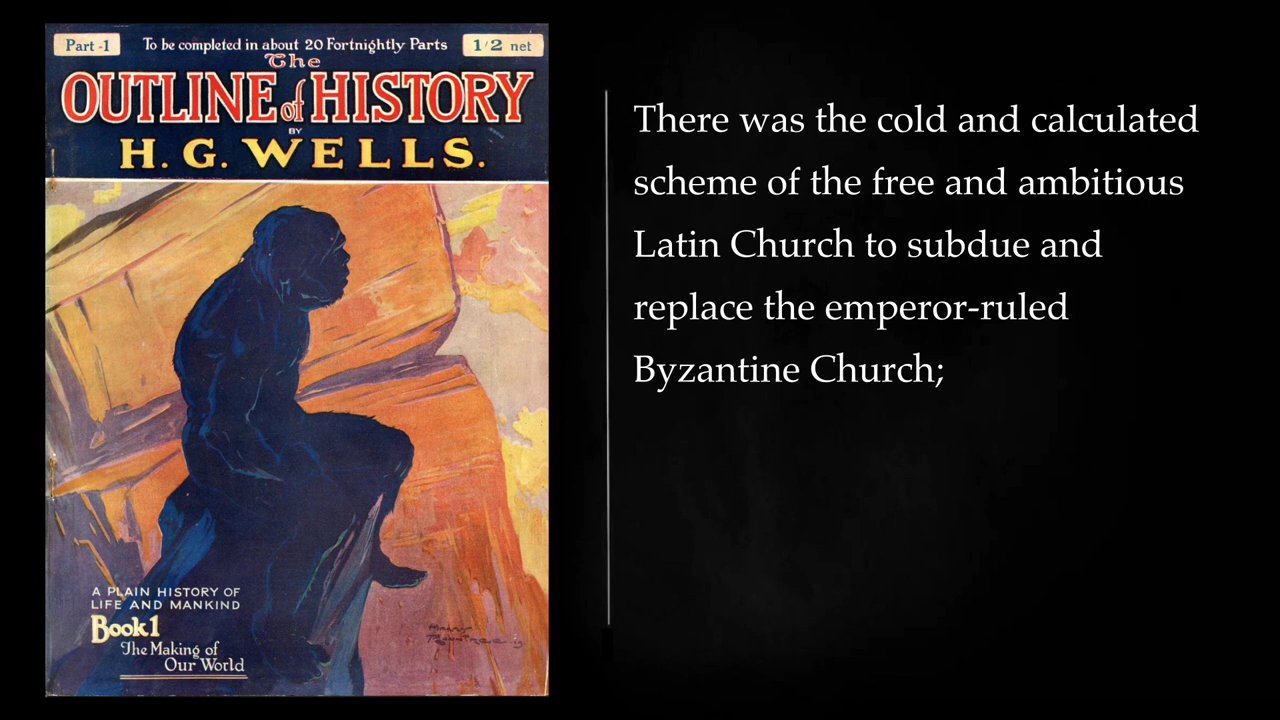 Part -1
To be completed in about 20 Fortnightly Parts
1/2 net
The
OUTLINE of HISTORY
BY
H. G. WELLS.
A PLAIN HISTORY OF
LIFE AND MANKIND
Book 1
The Making of
Our World
There was the cold and calculated
scheme of the free and ambitious
Latin Church to subdue and
replace the emperor-ruled
Byzantine Church;